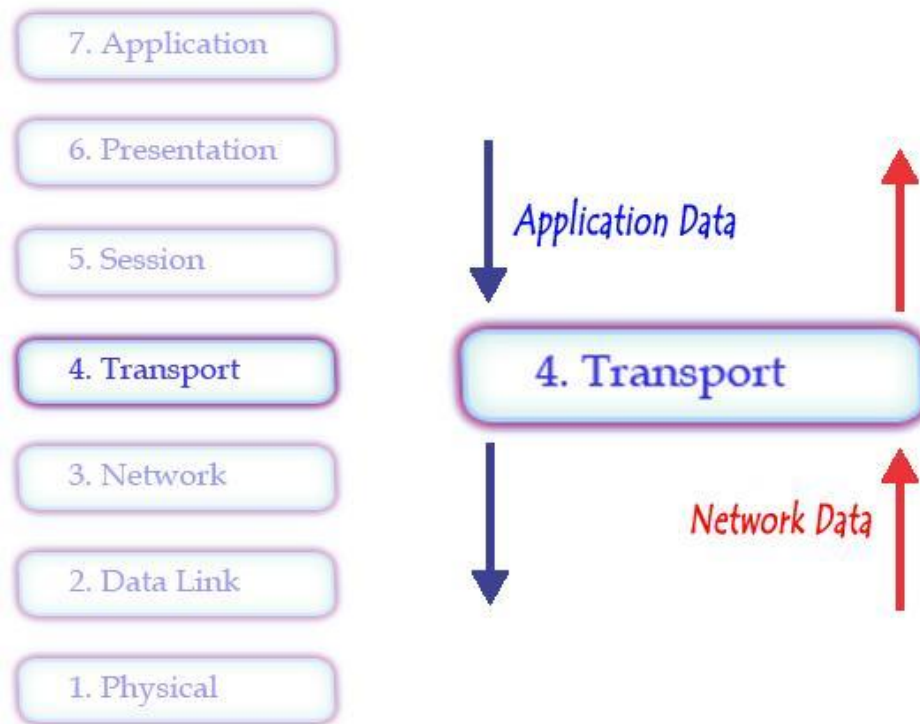 7. Application
6. Presentation
5. Session
4. Transport
3. Network
2. Data Link
1. Physical
Application Data
4. Transport
Network Data